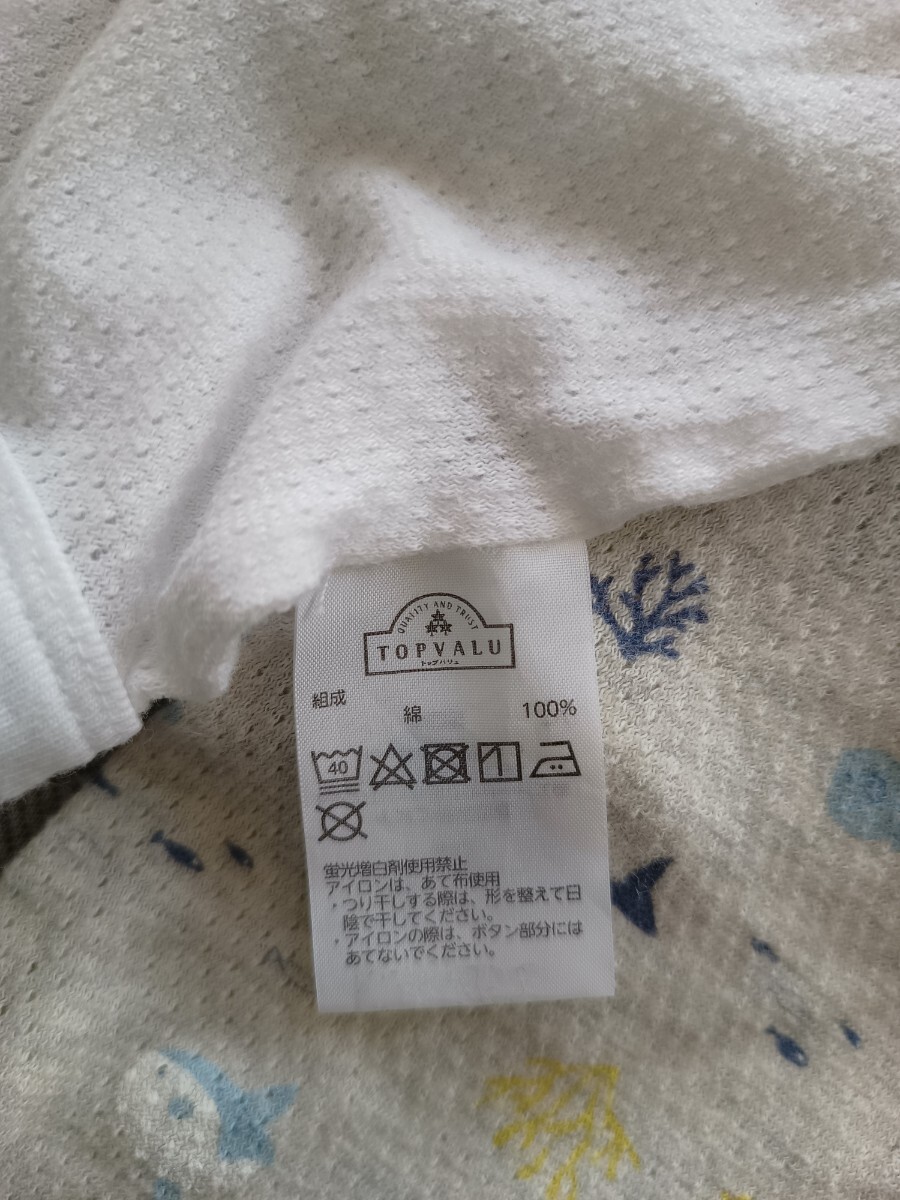 QUALITY AND TRUST
TOPVALU
トップバリュ
組成
綿 100%
40
蛍光増白剤使用禁止
アイロンは、あて布使用
・つり干しする際は、形を整えて日
陰で干してください。
・アイロンの際は、ボタン部分には
あてないでください。